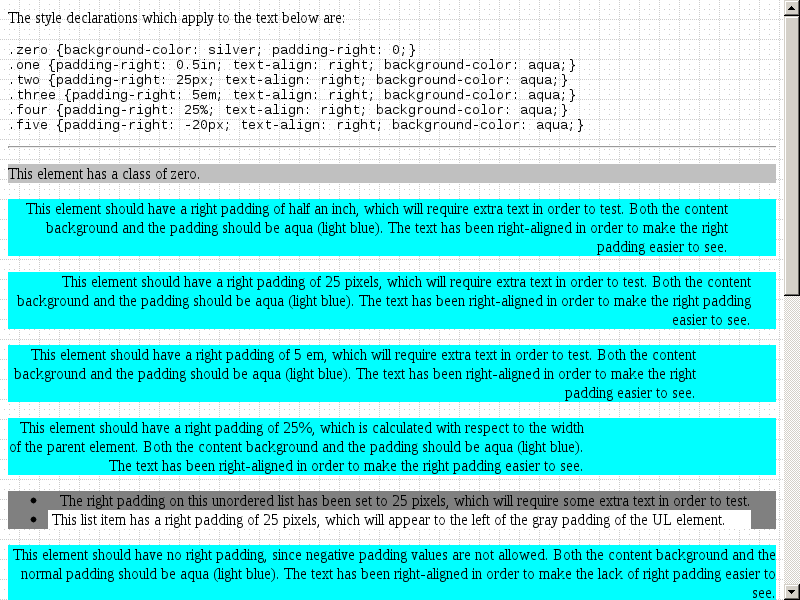 The style declarations which apply to the text below are:
.zero {background-color: silver; padding-right: 0;}
.one {padding-right: 0.5in; text-align: right; background-color: aqua;}
.two {padding-right: 25px; text-align: right; background-color: aqua;}
.three {padding-right: 5em; text-align: right; background-color: aqua;}
.four {padding-right: 25%; text-align: right; background-color: aqua;}
.five {padding-right: -20px; text-align: right; background-color: aqua;}
This element has a class of zero.
This element should have a right padding of half an inch, which will require extra text in order to test. Both the content
background and the padding should be aqua (light blue). The text has been right-aligned in order to make the right
padding easier to see.
This element should have a right padding of 25 pixels, which will require extra text in order to test. Both the content
background and the padding should be aqua (light blue). The text has been right-aligned in order to make the right padding
easier to see.
This element should have a right padding of 5 em, which will require extra text in order to test. Both the content
background and the padding should be aqua (light blue). The text has been right-aligned in order to make the right
padding easier to see.
This element should have a right padding of 25%, which is calculated with respect to the width
of the parent element. Both the content background and the padding should be aqua (light blue).
The text has been right-aligned in order to make the right padding easier to see.
• The right padding on this unordered list has been set to 25 pixels, which will require some extra text in order to test.
• This list item has a right padding of 25 pixels, which will appear to the left of the gray padding of the UL element.
This element should have no right padding, since negative padding values are not allowed. Both the content background and the
normal padding should be aqua (light blue). The text has been right-aligned in order to make the lack of right padding easier to
see.